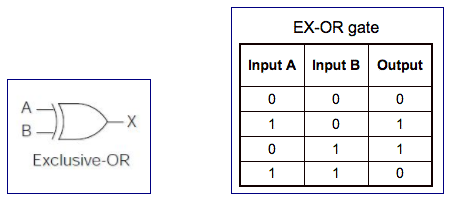 A
B
X
Exclusive-OR
EX-OR gate
Input A Input B Output
0 0 0
1 0 1
0 1 1
1 1 0